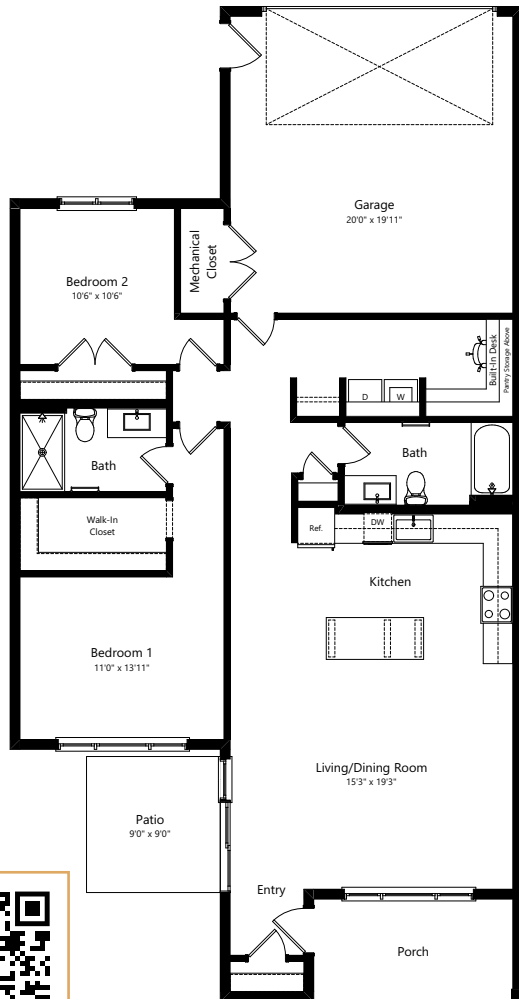 Garage
20'0" x 19'11"
Mechanical
Closet
Bedroom 2
10'6" x 10'6"
Built-In Desk
Pantry Storage Above
D
W
Bath
Bath
Walk-In
Closet
Ref.
DW
Kitchen
Bedroom 1
11'0" x 13'11"
Living/Dining Room
15'3" x 19'3"
Patio
9'0" x 9'0"
Entry
Porch